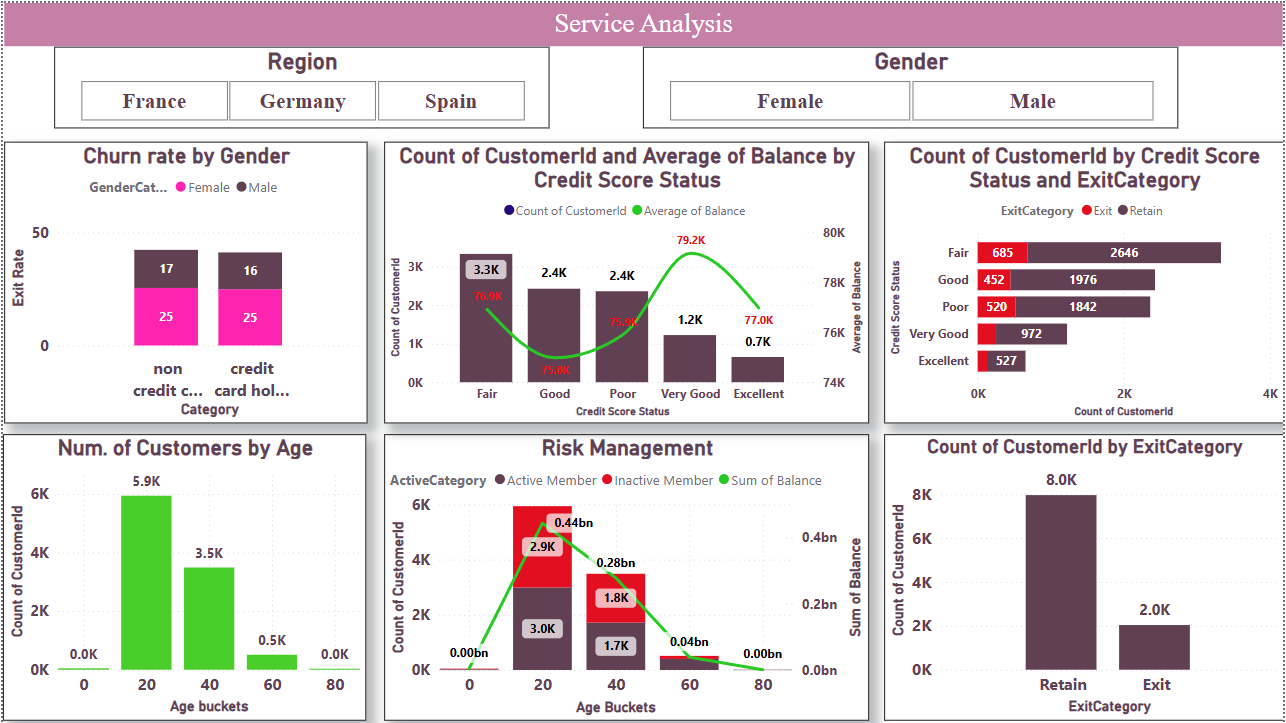 Service Analysis
Region
France Germany Spain
Gender
Female Male
Churn rate by Gender
GenderCat... Female Male
50
0
Exit Rate
17
25
16
25
non
credit c...
credit
card hol...
Category
Count of CustomerId and Average of Balance by
Credit Score Status
Count of CustomerId Average of Balance
3K
2K
1K
0K
Count of CustomerId
3.3K
2.4K
2.4K
1.2K
0.7K
76.9K
75.0K
75.9K
79.2K
77.0K
80K
78K
76K
74K
Average of Balance
Fair Good Poor Very Good Excellent
Credit Score Status
Count of CustomerId by Credit Score
Status and ExitCategory
ExitCategory Exit Retain
Credit Score Status
Fair 685 2646
Good 452 1976
Poor 520 1842
Very Good 972
Excellent 527
0K 2K 4K
Count of CustomerId
Num. of Customers by Age
6K
4K
2K
0K
Count of CustomerId
0.0K
5.9K
3.5K
0.5K
0.0K
0 20 40 60 80
Age buckets
Risk Management
ActiveCategory Active Member Inactive Member Sum of Balance
6K
4K
2K
0K
Count of CustomerId
0.00bn
0.44bn
2.9K
3.0K
0.28bn
1.8K
1.7K
0.04bn
0.00bn
0.4bn
0.2bn
0.0bn
Sum of Balance
0 20 40 60 80
Age Buckets
Count of CustomerId by ExitCategory
8K
6K
4K
2K
0K
Count of CustomerId
8.0K
2.0K
Retain Exit
ExitCategory